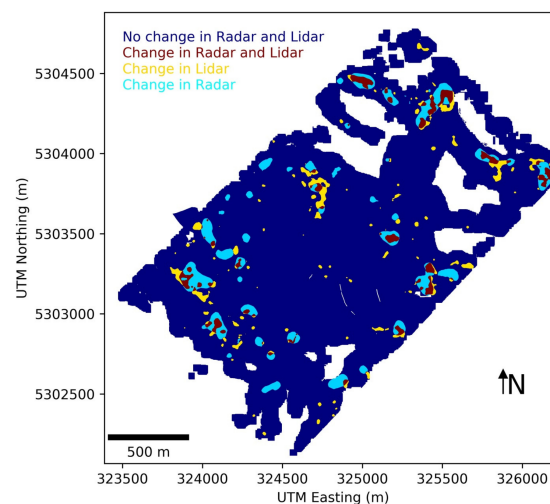 No change in Radar and Lidar
Change in Radar and Lidar
Change in Lidar
Change in Radar
5304500
5304000
5303500
5303000
5302500
UTM Northing (m)
N
500 m
323500 324000 324500 325000 325500 326000
UTM Easting (m)